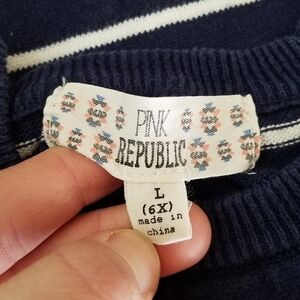 PINK
REPUBLIC
L
(6X)
made in
china